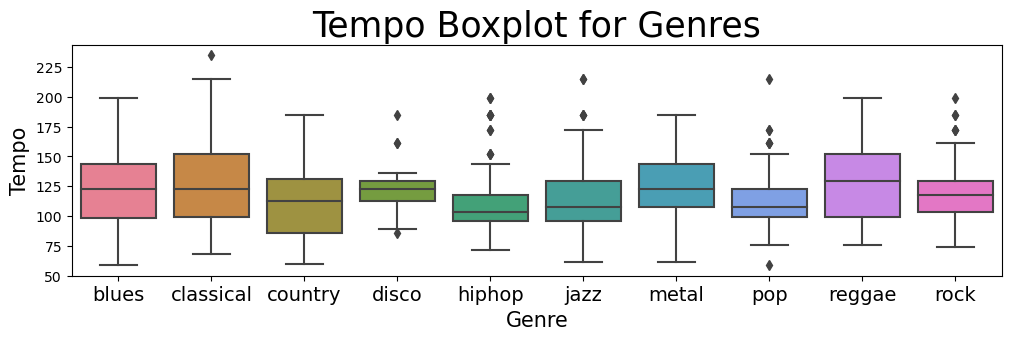 Tempo Boxplot for Genres
Tempo
225
200
175
150
125
100
75
50
blues classical country disco hiphop jazz metal pop reggae rock
Genre